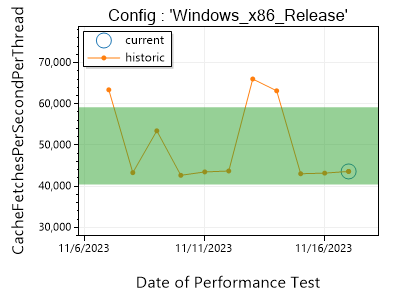 Config : 'Windows_x86_Release'
current
historic
CacheFetchesPerSecondPerThread
70,000
60,000
50,000
40,000
30,000
11/6/2023
11/11/2023
11/16/2023
Date of Performance Test